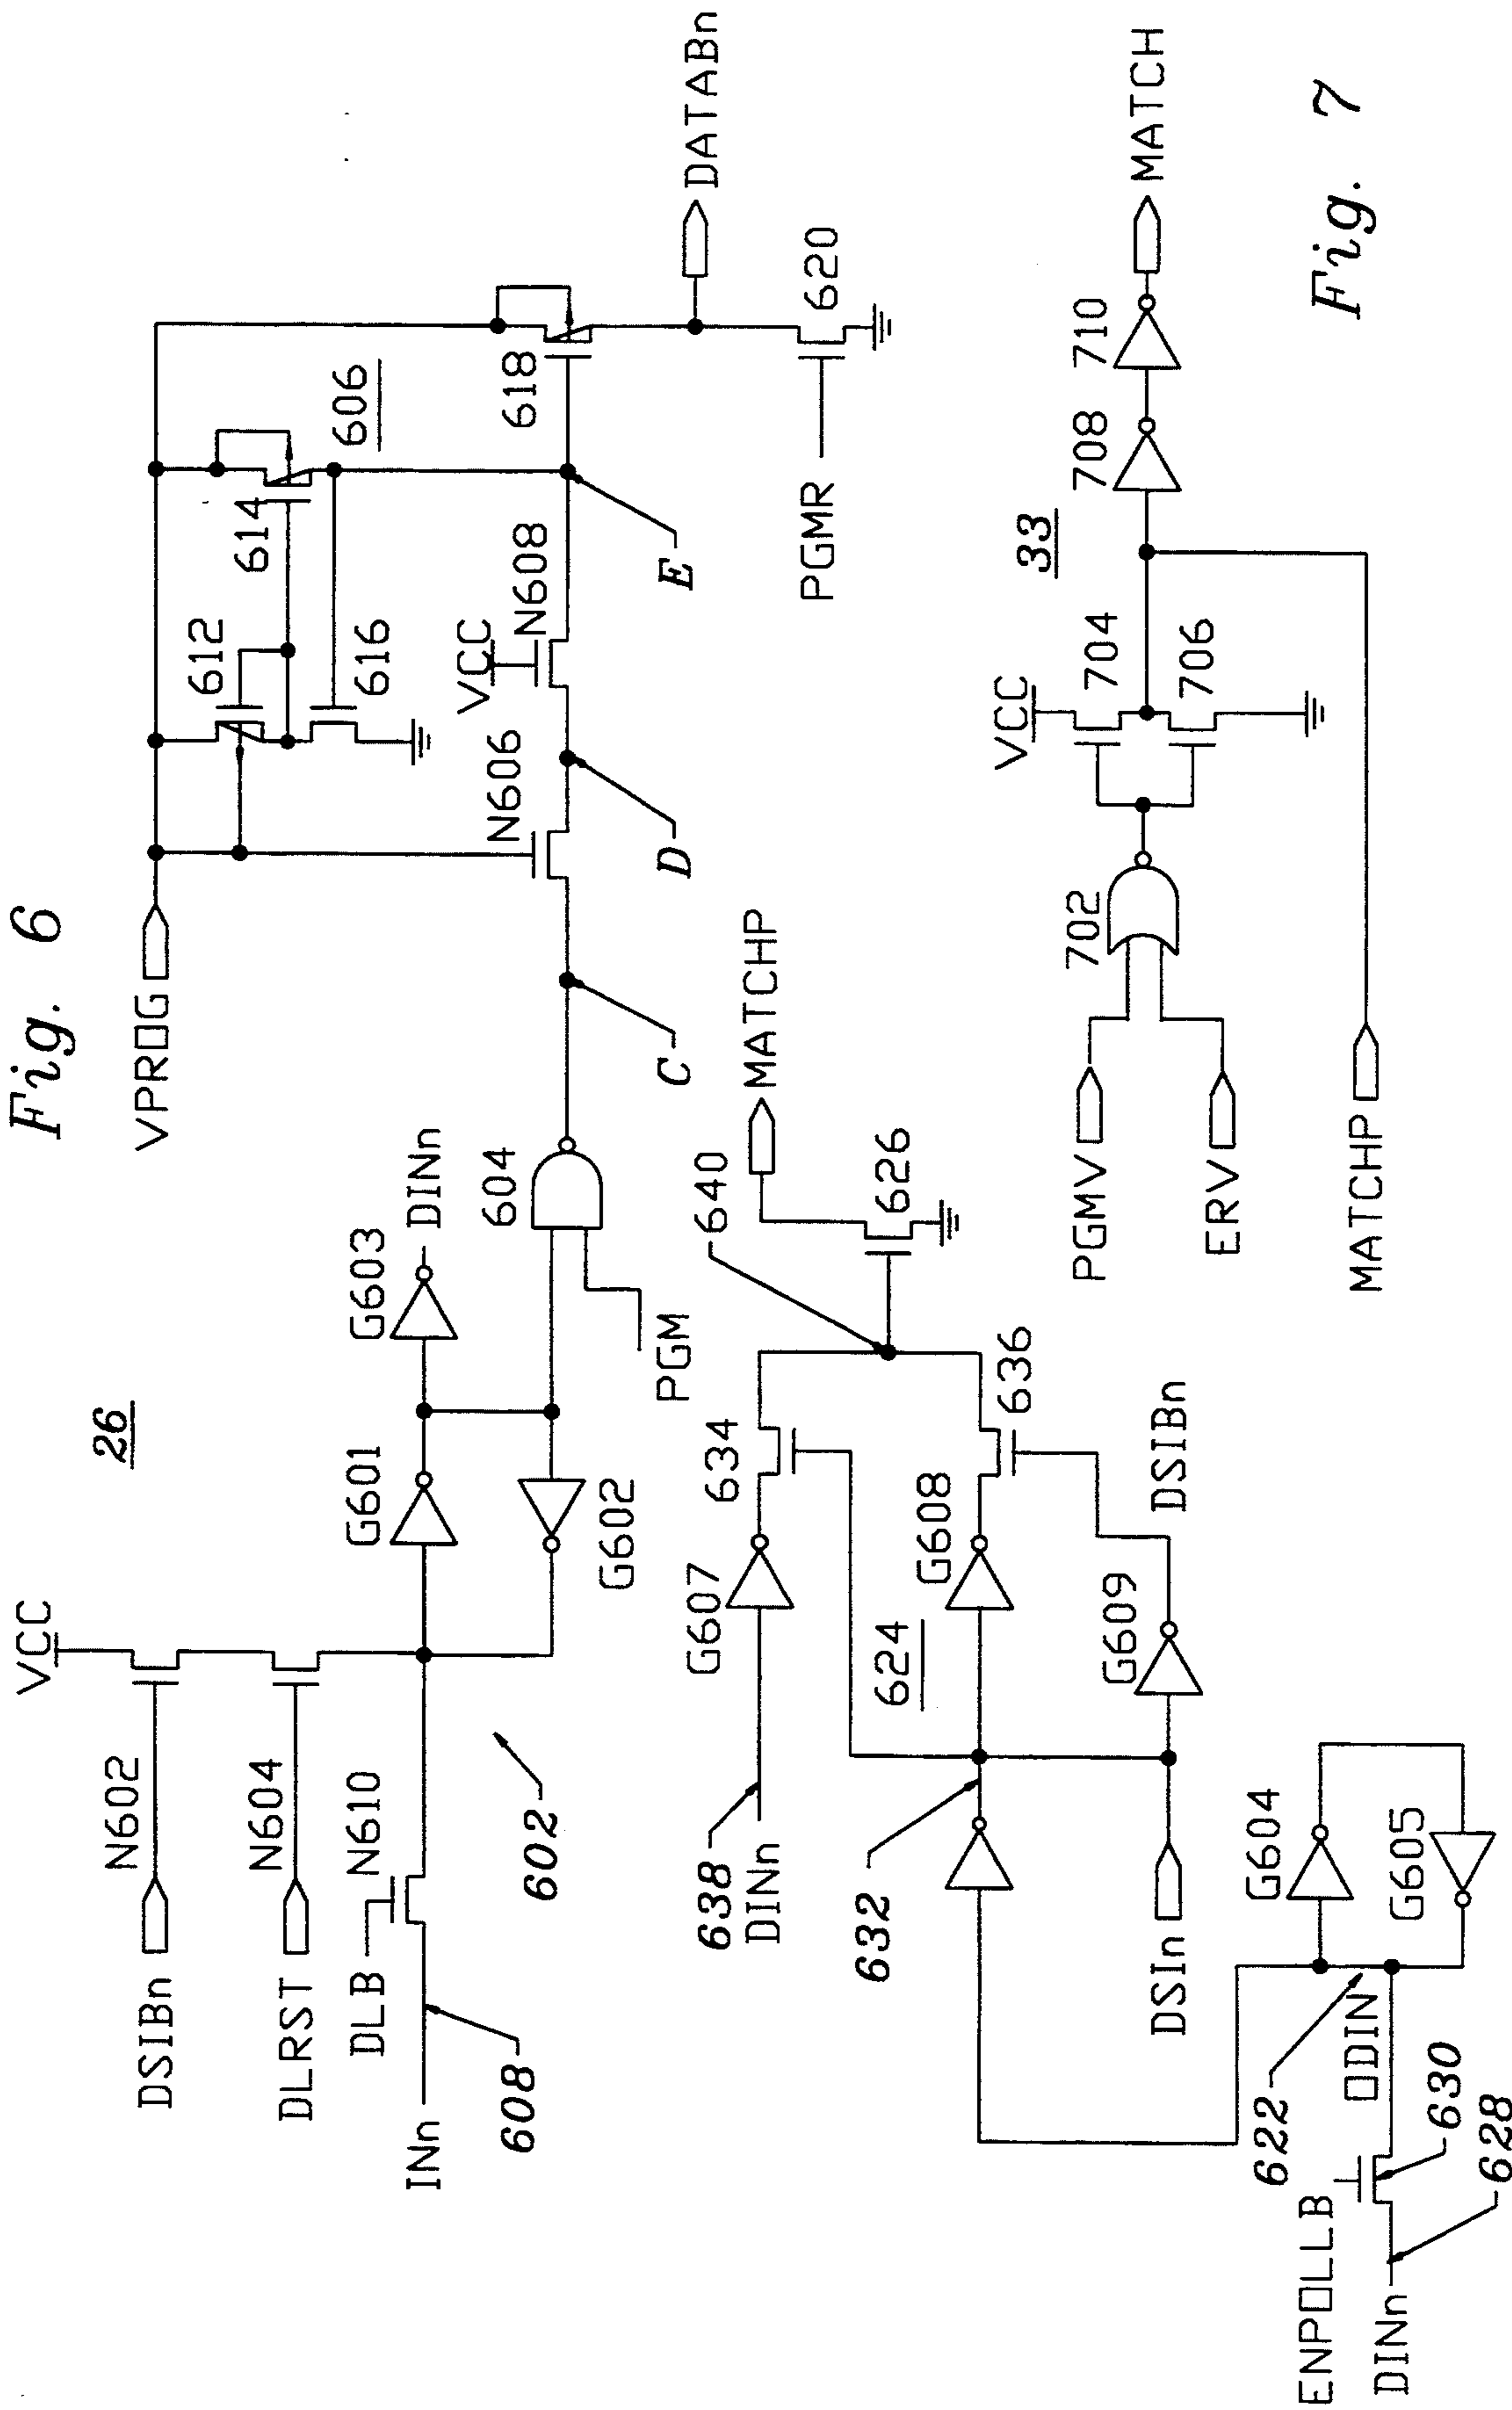 Fig. 6
26
VCC
DSIBn
N602
DLRST
N604
DLB
N610
INn
608
602
G601
G602
G603
DINn
604
PGM
C
VPROG
N606
D
VCC
N608
E
612
614
616
606
618
PGMR
620
DATABn
638
DINn
G607
634
632
624
G608
636
640
626
MATCHP
DSIn
G609
DSIBn
ENPOLLB
DINn
628
630
622
ODIN
G604
G605
Fig. 7
33
PGMV
ERV
702
VCC
704
706
708
710
MATCH
MATCHP